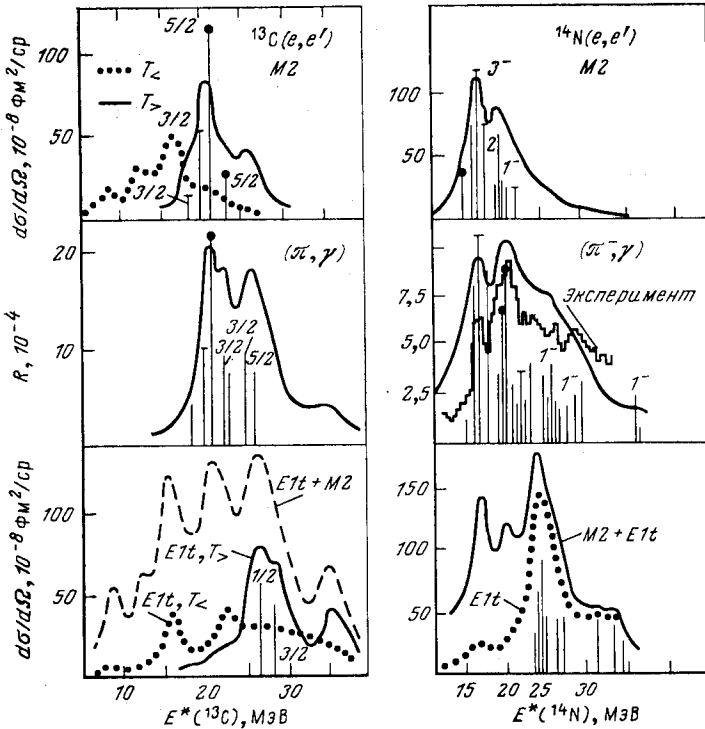 5/2
¹³C(e,e′)
M2
T<
T>
3/2
3/2
5/2
100
50
dσ/dΩ, 10⁻⁸ Фм²/ср
¹⁴N(e,e′)
M2
3⁻
2
1⁻
100
50
(π,γ)
20
10
R, 10⁻⁴
3/2
3/2
5/2
(π⁻,γ)
Эксперимент
7,5
5,0
2,5
1⁻
1⁻
1⁻
E1t+M2
E1t,T>
E1t,T<
1/2
3/2
100
50
dσ/dΩ, 10⁻⁸ Фм²/ср
10
20
30
E*(¹³C), МэВ
150
100
50
M2+E1t
E1t
15
20
25
30
E*(¹⁴N), МэВ